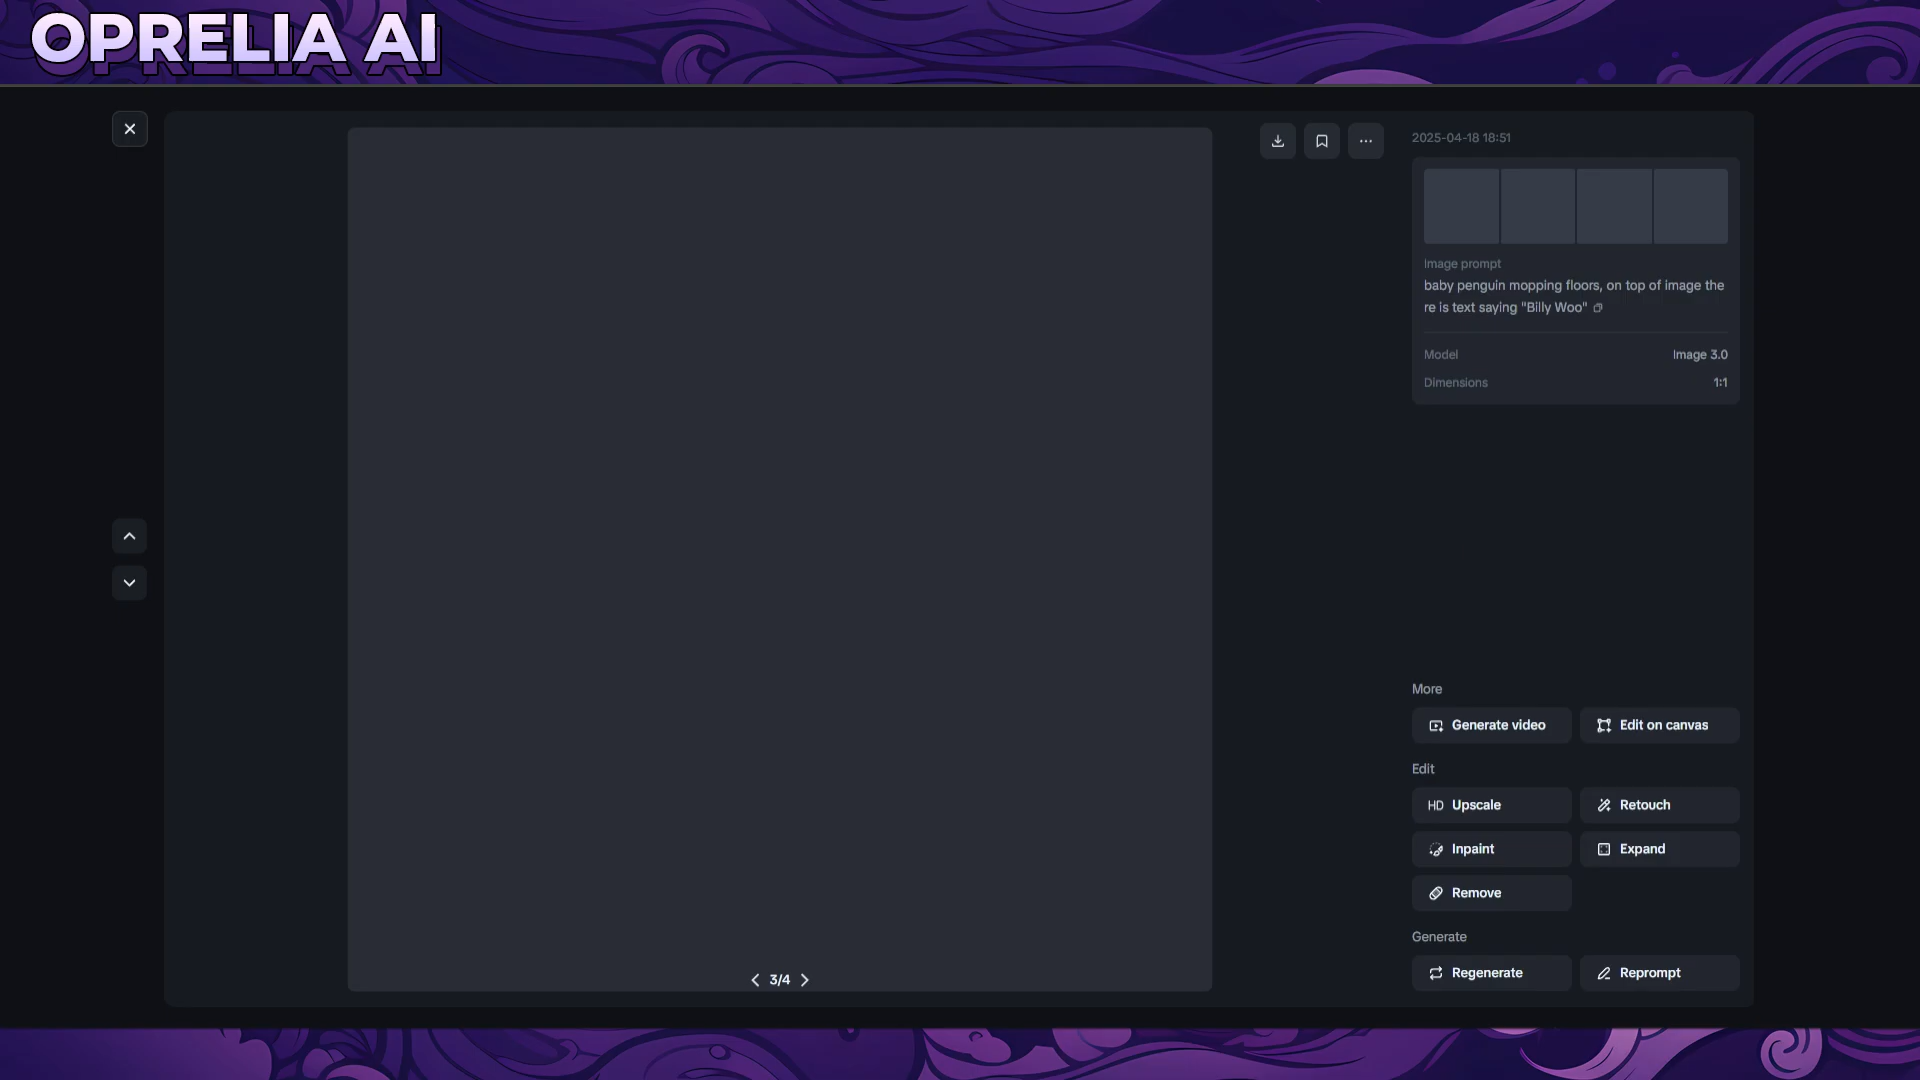 OPRELIA AI
2025-04-18 18:51
Image prompt
baby penguin mopping floors, on top of image the
re is text saying "Billy Woo"
Model Image 3.0
Dimensions 1:1
More
Generate video Edit on canvas
Edit
HD Upscale Retouch
Inpaint Expand
Remove
Generate
Regenerate Reprompt
3/4